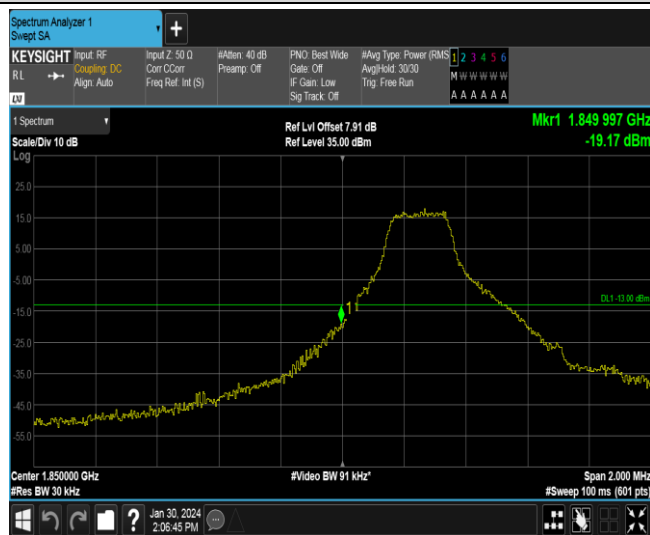 Spectrum Analyzer 1
Swept SA
+
KEYSIGHT Input: RF Input Z: 50 Ω #Atten: 40 dB PNO: Best Wide #Avg Type: Power (RMS 1 2 3 4 5 6
RL Coupling: DC Corr CCorr Preamp: Off Gate: Off Avg|Hold: 30/30 M W W W W W
Align: Auto Freq Ref: Int (S) IF Gain: Low Trig: Free Run
Sig Track: Off A A A A A A
LXI
1 Spectrum Ref Lvl Offset 7.91 dB Mkr1 1.849 997 GHz
Scale/Div 10 dB Ref Level 35.00 dBm -19.17 dBm
Log
25.0
15.0
5.00
-5.00
DL1 -13.00 dBm
1
-15.0
-25.0
-35.0
-45.0
-55.0
Center 1.850000 GHz #Video BW 91 kHz* Span 2.000 MHz
#Res BW 30 kHz #Sweep 100 ms (601 pts)
? Jan 30, 2024
2:06:45 PM